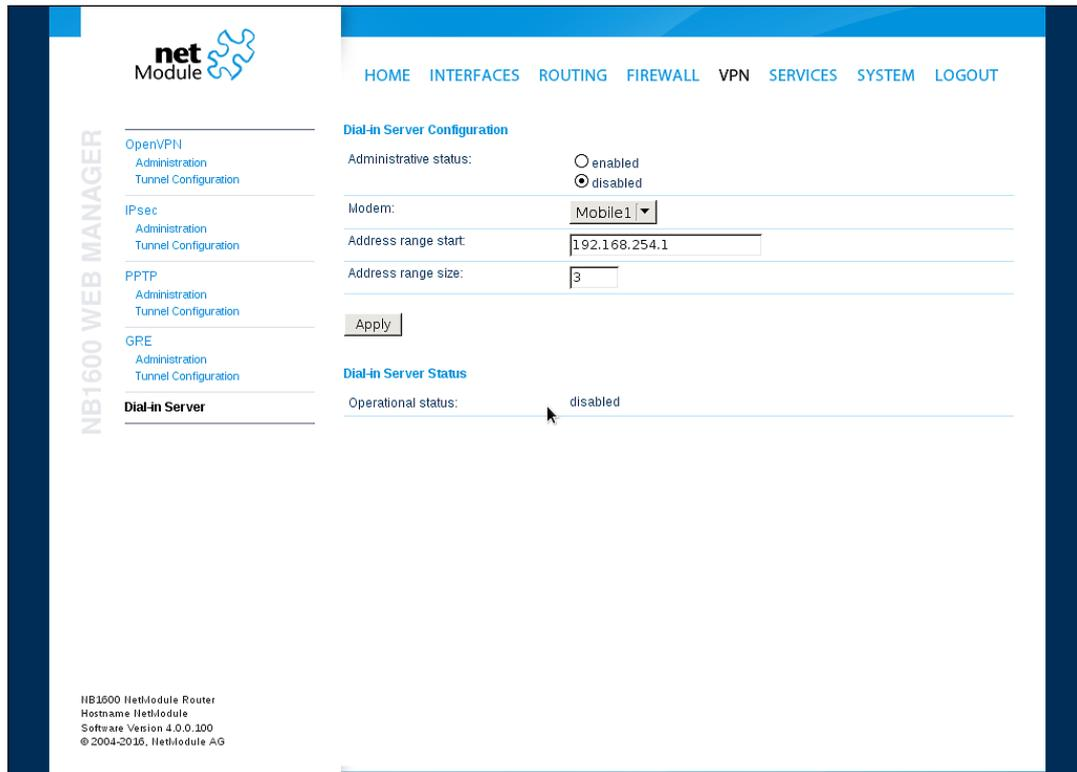 net
Module
HOME INTERFACES ROUTING FIREWALL VPN SERVICES SYSTEM LOGOUT
NB1600 WEB MANAGER
OpenVPN
Administration
Tunnel Configuration
IPsec
Administration
Tunnel Configuration
PPTP
Administration
Tunnel Configuration
GRE
Administration
Tunnel Configuration
Dial-in Server
Dial-in Server Configuration
Administrative status:
enabled
disabled
Modem: Mobile1
Address range start: 192.168.254.1
Address range size: 3
Apply
Dial-in Server Status
Operational status: disabled
NB1600 NetModule Router
Hostname NetModule
Software Version 4.0.0.100
© 2004-2016, NetModule AG